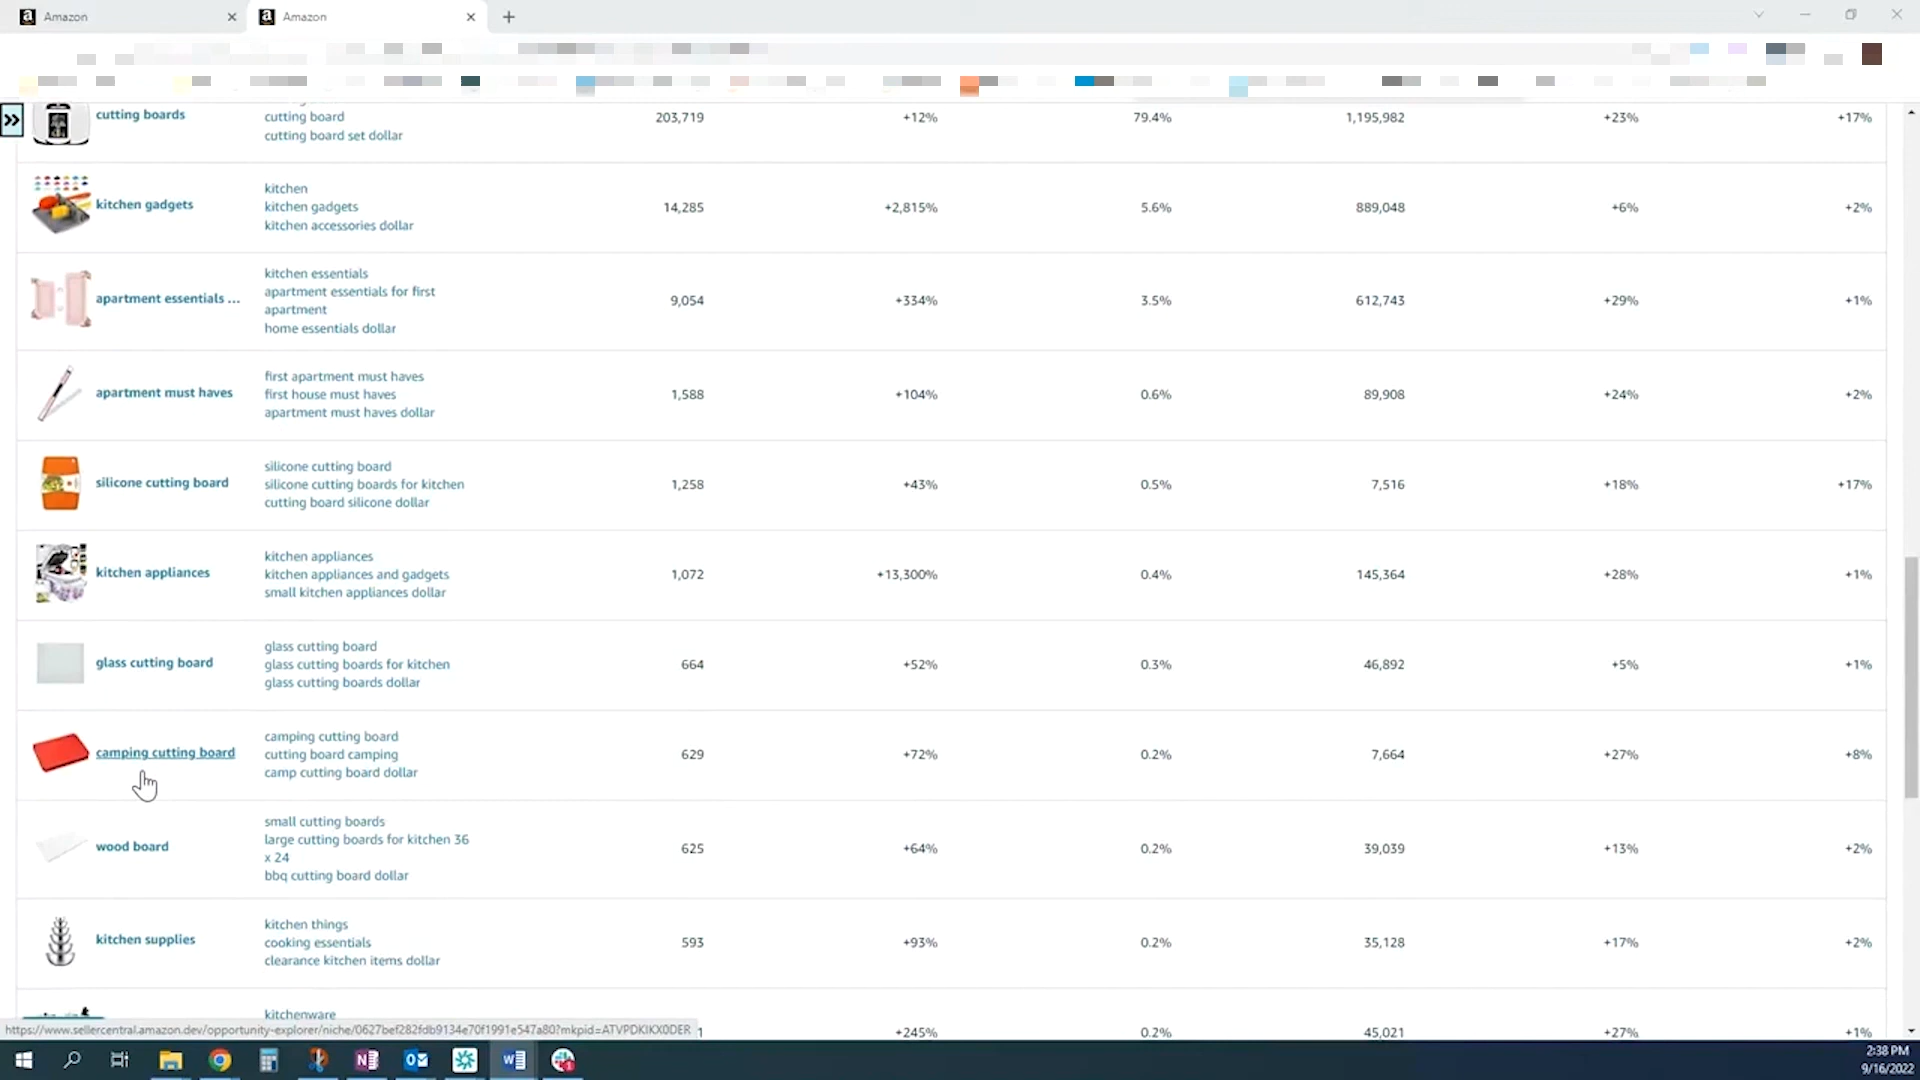 Amazon
Amazon
cutting boards
cutting board
cutting board set dollar
203,719
+12%
79.4%
1,195,982
+23%
+17%
kitchen gadgets
kitchen
kitchen gadgets
kitchen accessories dollar
14,285
+2,815%
5.6%
889,048
+6%
+2%
apartment essentials ...
kitchen essentials
apartment essentials for first
apartment
home essentials dollar
9,054
+334%
3.5%
612,743
+29%
+1%
apartment must haves
first apartment must haves
first house must haves
apartment must haves dollar
1,588
+104%
0.6%
89,908
+24%
+2%
silicone cutting board
silicone cutting board
silicone cutting boards for kitchen
cutting board silicone dollar
1,258
+43%
0.5%
7,516
+18%
+17%
kitchen appliances
kitchen appliances
kitchen appliances and gadgets
small kitchen appliances dollar
1,072
+13,300%
0.4%
145,364
+28%
+1%
glass cutting board
glass cutting board
glass cutting boards for kitchen
glass cutting boards dollar
664
+52%
0.3%
46,892
+5%
+1%
camping cutting board
camping cutting board
cutting board camping
camp cutting board dollar
629
+72%
0.2%
7,664
+27%
+8%
wood board
small cutting boards
large cutting boards for kitchen 36
x 24
bbq cutting board dollar
625
+64%
0.2%
39,039
+13%
+2%
kitchen supplies
kitchen things
cooking essentials
clearance kitchen items dollar
593
+93%
0.2%
35,128
+17%
+2%
kitchenware
+245%
0.2%
45,021
+27%
+1%
https://www.sellercentral.amazon.dev/opportunity-explorer/niche/0627bef282fdb9134e70f1991e547a80?mkpid=ATVPDKIKX0DER
2:38 PM
9/16/2022